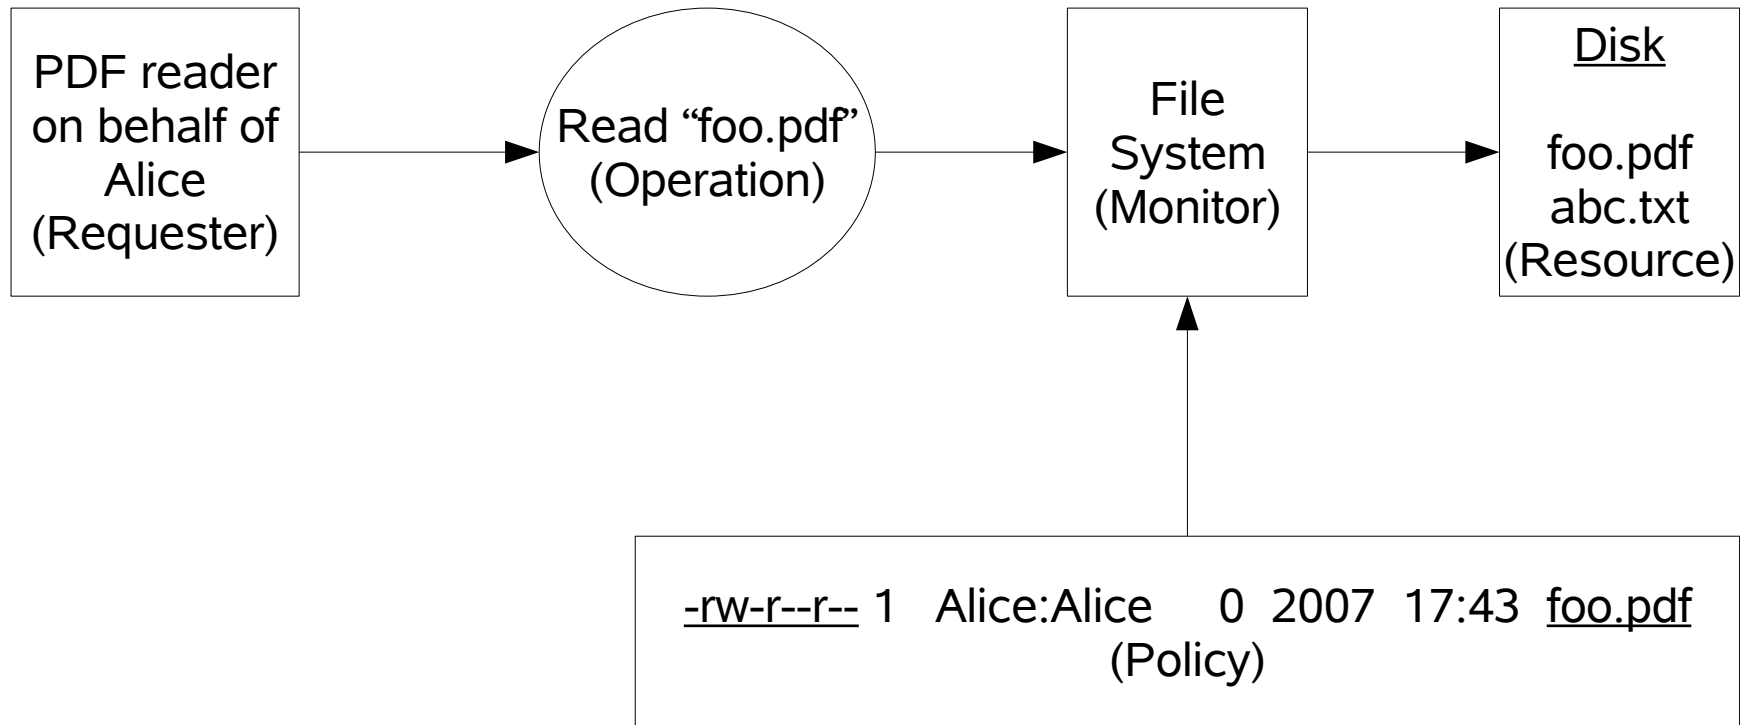 PDF reader
on behalf of
Alice
(Requester)
Read “foo.pdf”
(Operation)
File
System
(Monitor)
Disk
foo.pdf
abc.txt
(Resource)
-rw-r--r-- 1 Alice:Alice 0 2007 17:43 foo.pdf
(Policy)